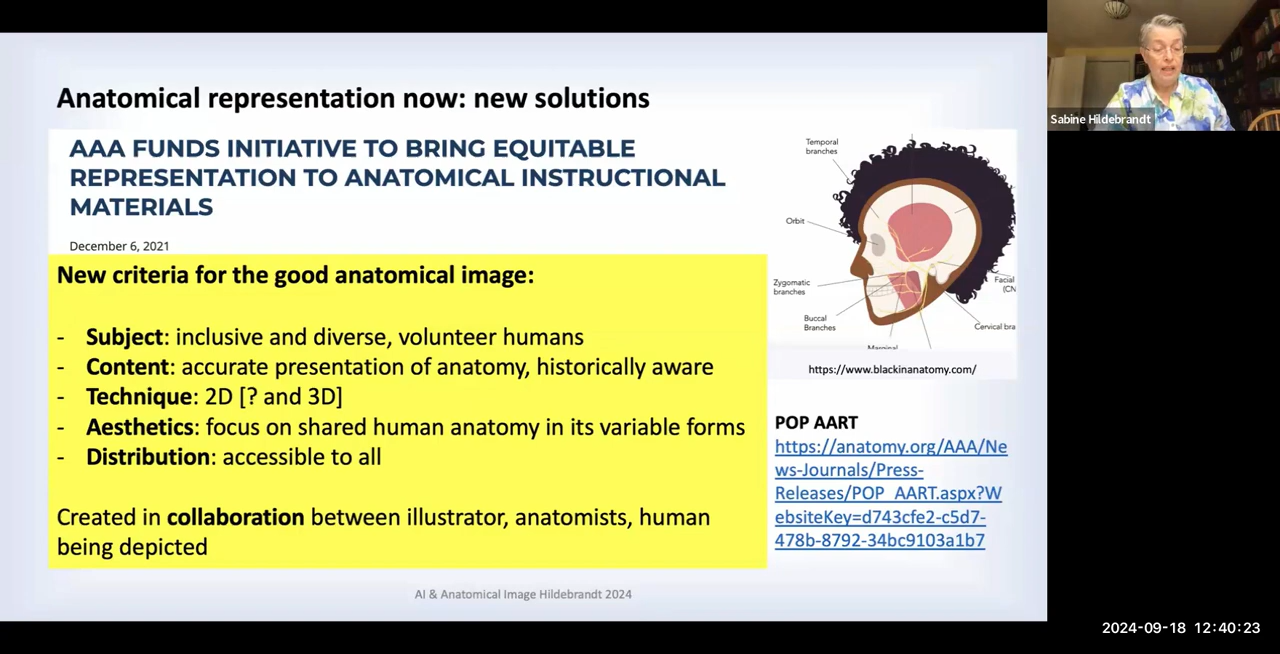 Anatomical representation now: new solutions
AAA FUNDS INITIATIVE TO BRING EQUITABLE
REPRESENTATION TO ANATOMICAL INSTRUCTIONAL
MATERIALS
December 6, 2021
New criteria for the good anatomical image:
- Subject: inclusive and diverse, volunteer humans
- Content: accurate presentation of anatomy, historically aware
- Technique: 2D [? and 3D]
- Aesthetics: focus on shared human anatomy in its variable forms
- Distribution: accessible to all
Created in collaboration between illustrator, anatomists, human
being depicted
Temporal
branches
Orbit
Zygomatic
branches
Buccal
Branches
Marginal
Facial
(CN
Cervical bra
https://www.blackinanatomy.com/
POP AART
https://anatomy.org/AAA/Ne
ws-Journals/Press-
Releases/POP_AART.aspx?W
ebsiteKey=d743cfe2-c5d7-
478b-8792-34bc9103a1b7
AI & Anatomical Image Hildebrandt 2024
Sabine Hildebrandt
2024-09-18 12:40:23